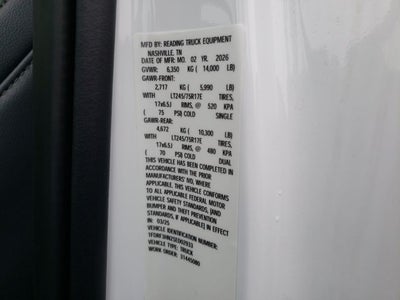 MFD BY: READING TRUCK EQUIPMENT
NASHVILLE, TN
DATE OF MFD: MO. 02 YR. 2026
GVWR: 6,350 KG ( 14,000 LB)
GAWR-FRONT:
2,717 KG ( 5,990 LB)
WITH LT245/75R17E TIRES,
17x6.5J RIMS, @ 520 KPA
( 75 PSI) COLD SINGLE
GAWR-REAR:
4,672 KG ( 10,300 LB)
WITH LT245/75R17E TIRES,
17x6.5J RIMS, @ 480 KPA
( 70 PSI) COLD DUAL
THIS VEHICLE HAS BEEN COMPLETED IN
ACCORDANCE WITH THE PRIOR
MANUFACTURERS' IVD, WHERE
APPLICABLE. THIS VEHICLE CONFORMS
TO ALL APPLICABLE FEDERAL MOTOR
VEHICLE SAFETY STANDARDS, [AND
BUMPER AND THEFT PREVENTION
STANDARDS, IF APPLICABLE] IN EFFECT IN
03/25
VEHICLE IDENTIFICATION NUMBER:
VEHICLE TYPE: TRUCK
WORK ORDER: 31445080